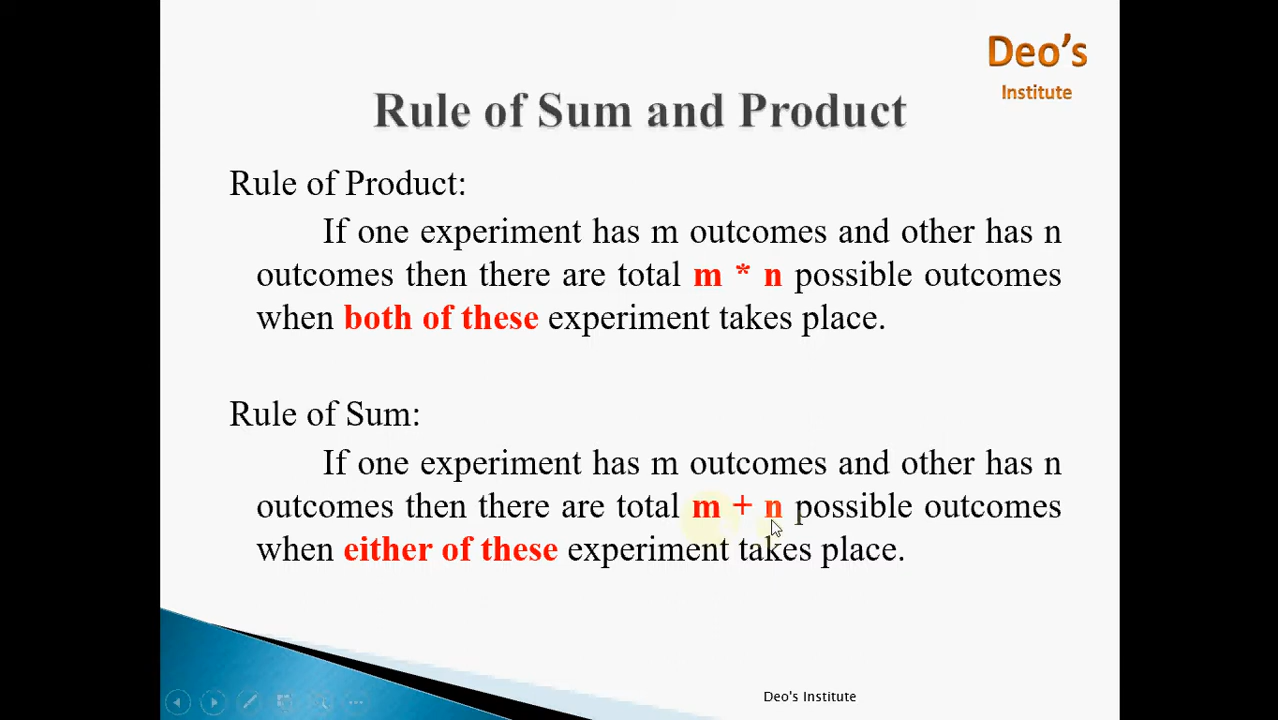 Deo's
Institute
Rule of Sum and Product
Rule of Product:
If one experiment has m outcomes and other has n
outcomes then there are total m * n possible outcomes
when both of these experiment takes place.
Rule of Sum:
If one experiment has m outcomes and other has n
outcomes then there are total m + n possible outcomes
when either of these experiment takes place.
Deo's Institute